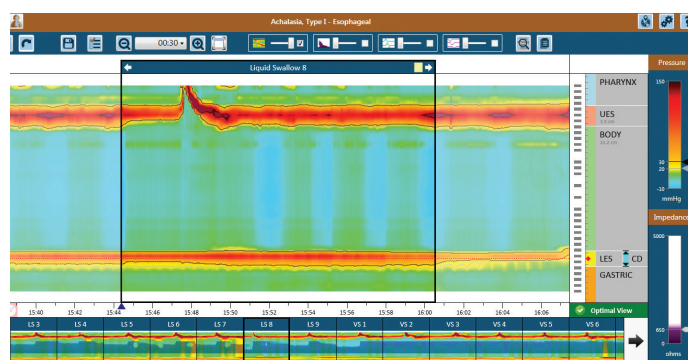 Achalasia, Type I - Esophageal
00:30
Liquid Swallow 8
Pressure
150
30
20
-10
mmHg
PHARYNX
UES
BODY
LES
CD
GASTRIC
Impedance
5000
650
0
ohms
15:40 15:42 15:44 15:46 15:48 15:50 15:52 15:54 15:56 15:58 16:00 16:02 16:04 16:06
Optimal View
LS 3 LS 4 LS 5 LS 6 LS 7 LS 8 LS 9 VS 1 VS 2 VS 3 VS 4 VS 5 VS 6